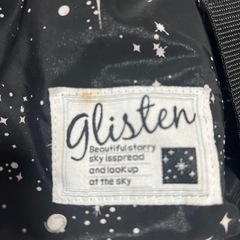 glisten
Beautiful starry
sky isspread
and look up
at the sky